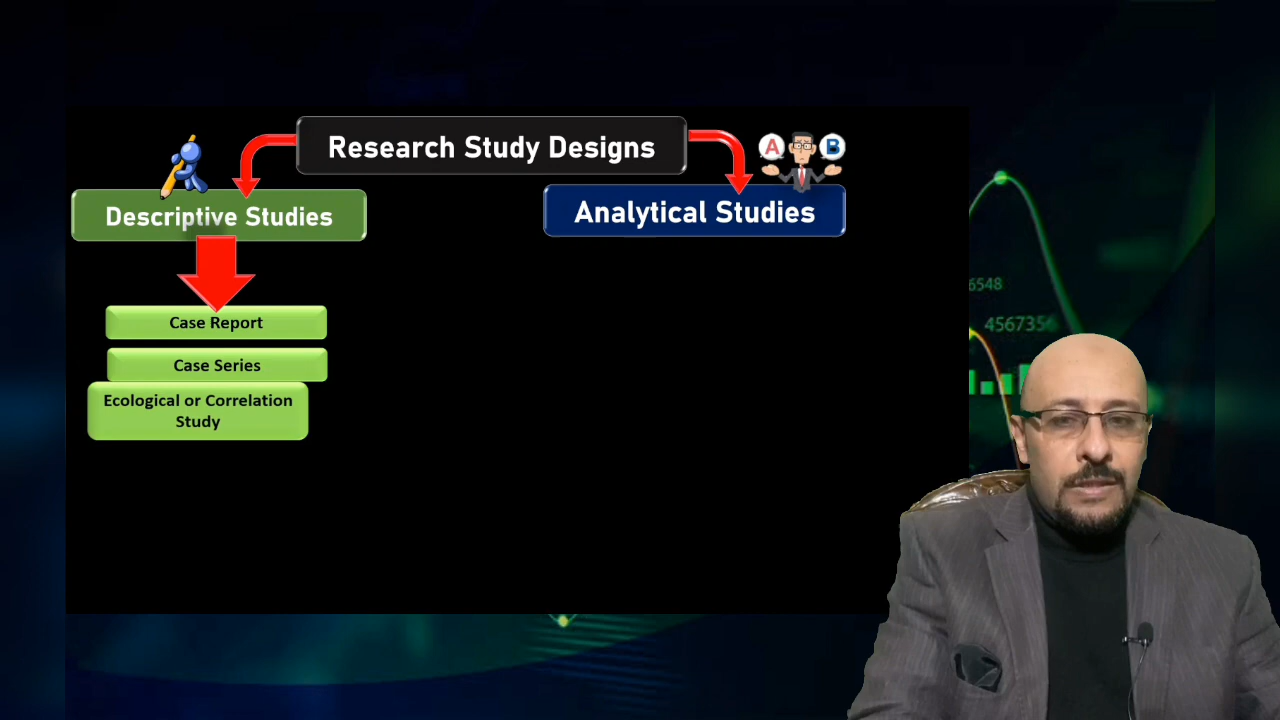 Research Study Designs
A
B
Descriptive Studies
Analytical Studies
Case Report
Case Series
Ecological or Correlation
Study
6548
4567356